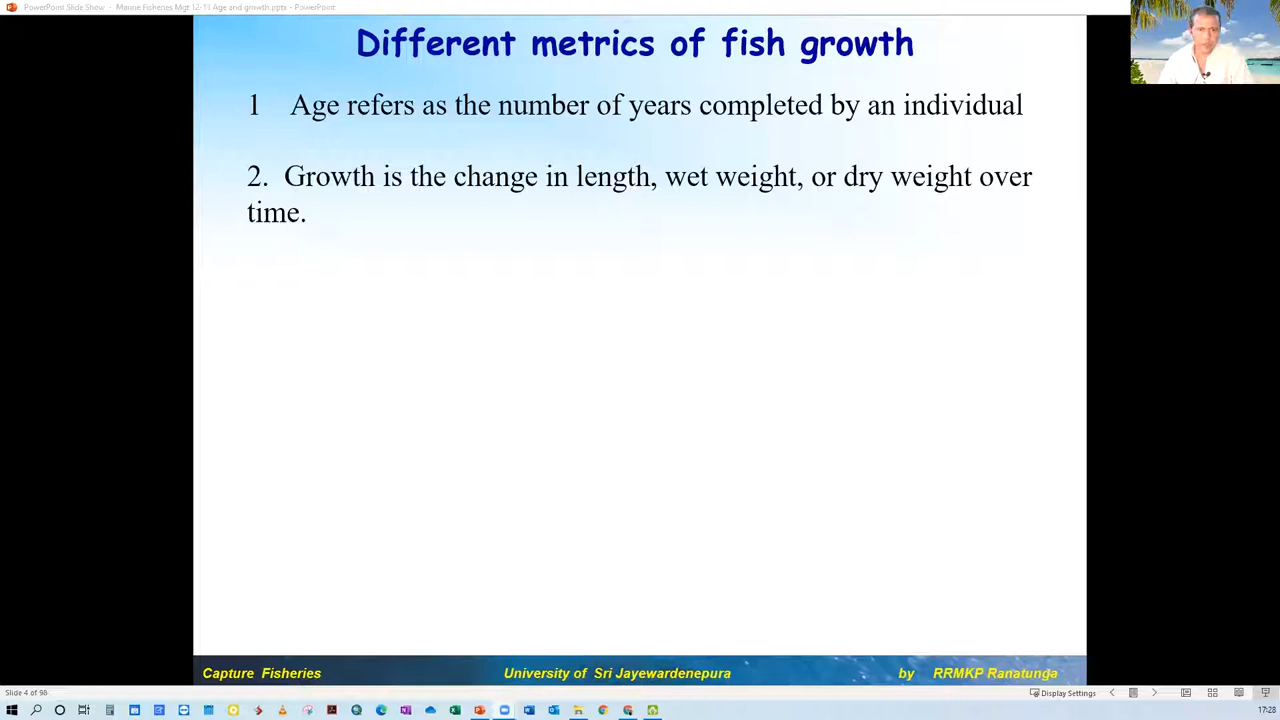 PowerPoint Slide Show - Marine Fisheries Mgt 12-13 Age and growth.pptx - PowerPoint
Different metrics of fish growth
1 Age refers as the number of years completed by an individual
2. Growth is the change in length, wet weight, or dry weight over
time.
Capture Fisheries University of Sri Jayewardenepura by RRMKP Ranatunga
Slide 4 of 98 Display Settings
17:28